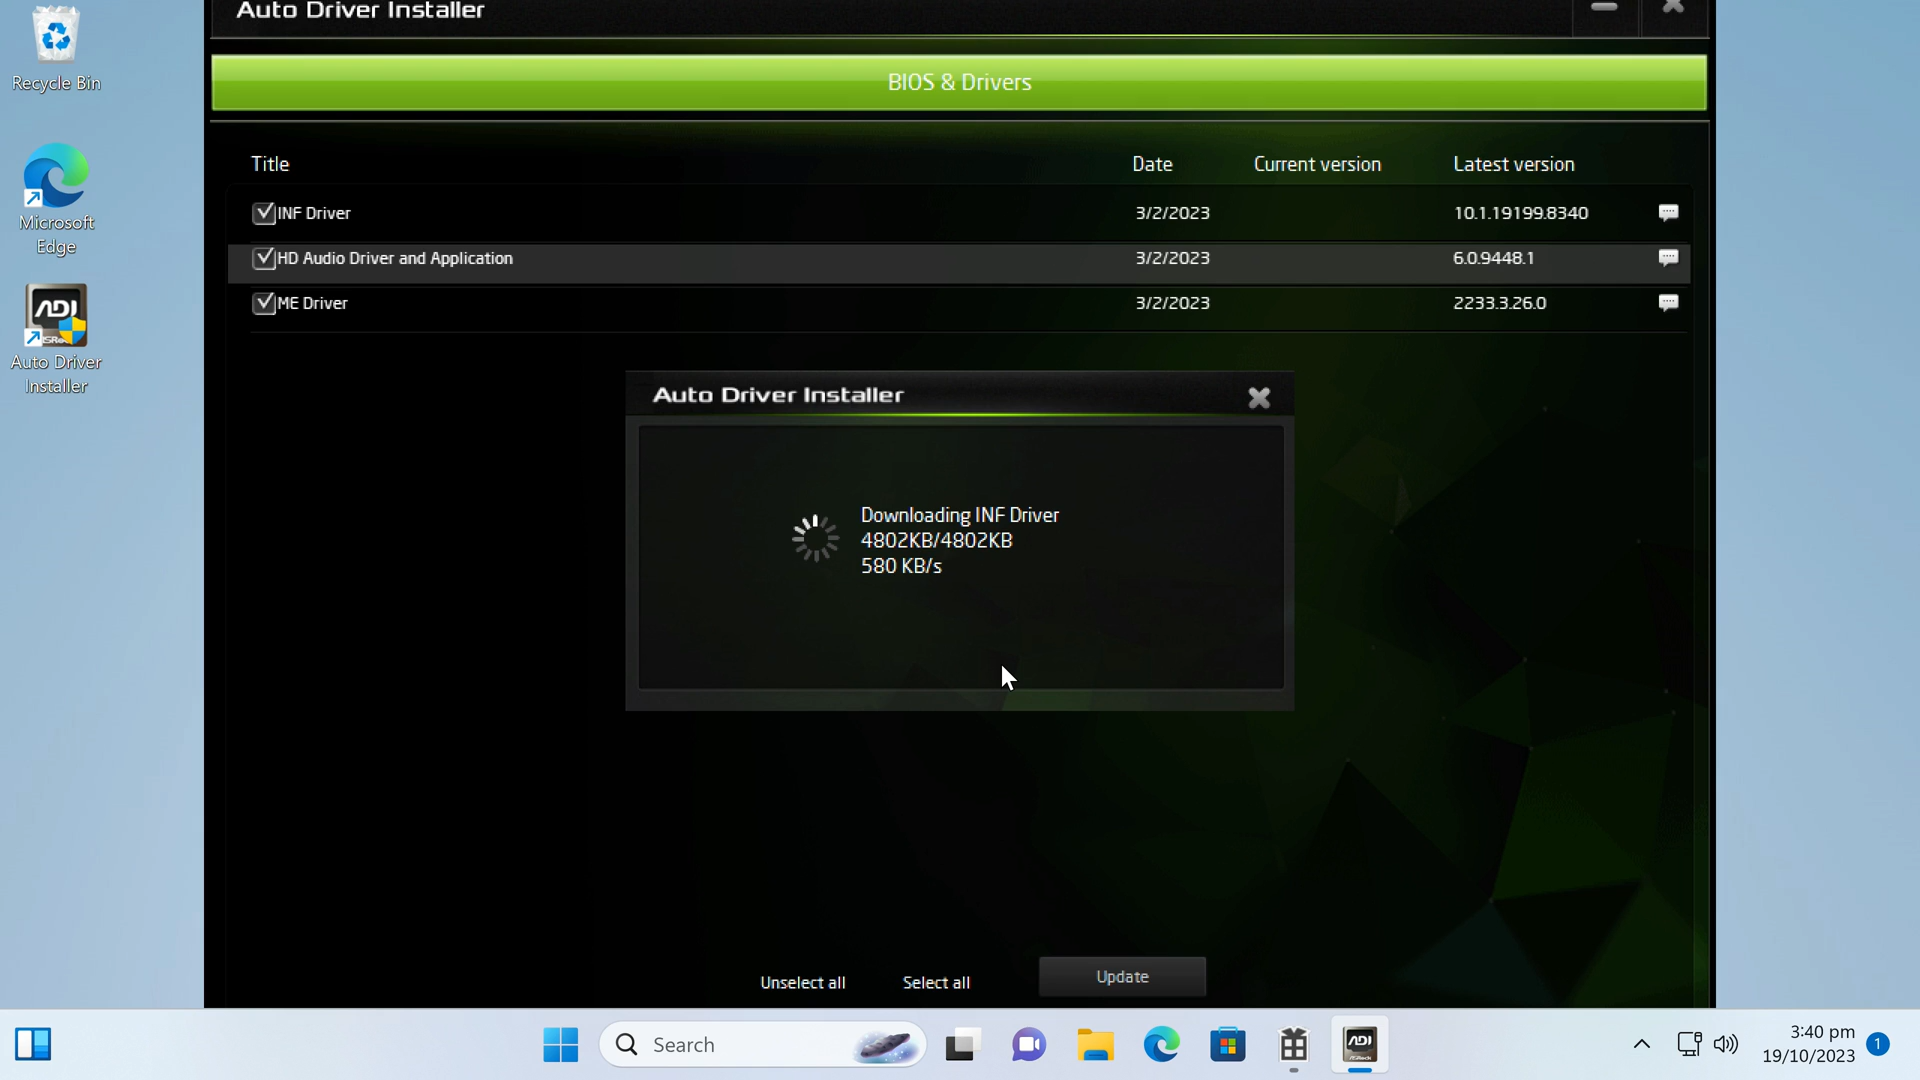 Auto Driver Installer
Recycle Bin
BIOS & Drivers
Title Date Current version Latest version
Microsoft
Edge
INF Driver 3/2/2023 10.1.19199.8340
HD Audio Driver and Application 3/2/2023 6.0.9448.1
ME Driver 3/2/2023 2233.3.26.0
ADI
Auto Driver
Installer
Auto Driver Installer
Downloading INF Driver
4802KB/4802KB
580 KB/s
Unselect all Select all Update
Search
ADI
3:40 pm
19/10/2023
1